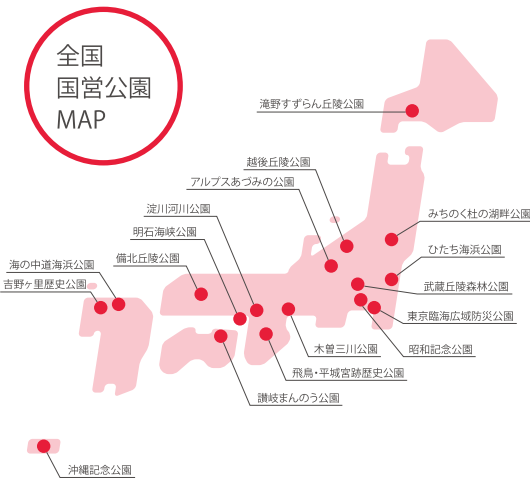 全国
国営公園
MAP
滝野すずらん丘陵公園
越後丘陵公園
アルプスあづみの公園
淀川河川公園
みちのく杜の湖畔公園
明石海峡公園
ひたち海浜公園
備北丘陵公園
海の中道海浜公園
吉野ヶ里歴史公園
武蔵丘陵森林公園
東京臨海広域防災公園
木曽三川公園
昭和記念公園
飛鳥・平城宮跡歴史公園
讃岐まんのう公園
沖縄記念公園